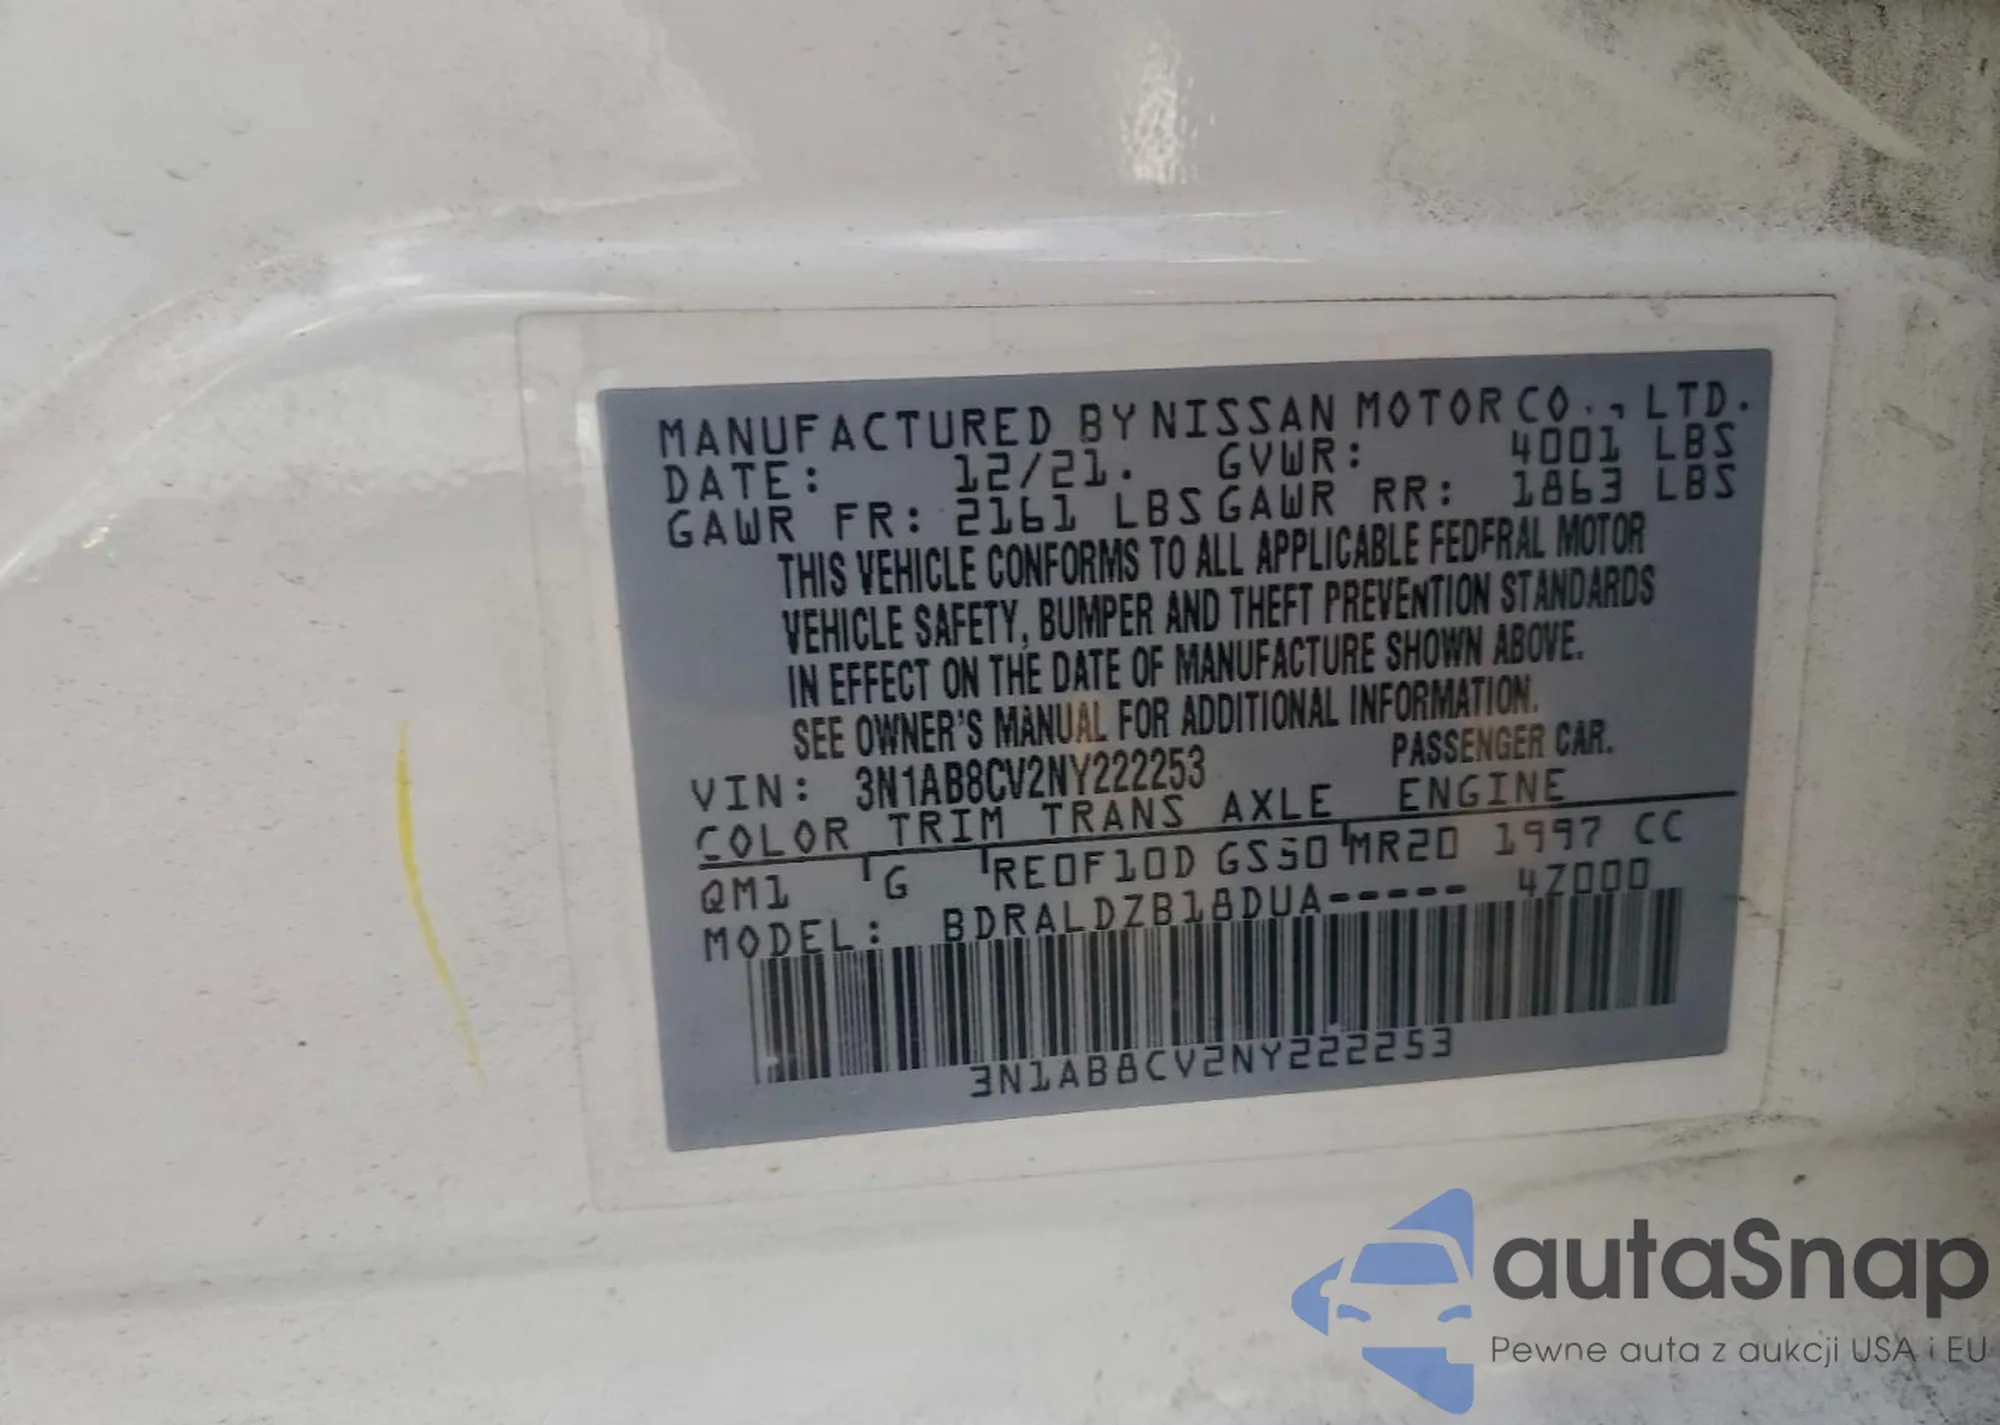 MANUFACTURED BY NISSAN MOTOR CO., LTD.
DATE: 12/21. GVWR: 4001 LBS
GAWR FR: 2161 LBS GAWR RR: 1863 LBS
THIS VEHICLE CONFORMS TO ALL APPLICABLE FEDERAL MOTOR
VEHICLE SAFETY, BUMPER AND THEFT PREVENTION STANDARDS
IN EFFECT ON THE DATE OF MANUFACTURE SHOWN ABOVE.
SEE OWNER'S MANUAL FOR ADDITIONAL INFORMATION.
VIN: 3N1AB8CV2NY222253 PASSENGER CAR.
COLOR TRIM TRANS AXLE ENGINE
QM1 G RE0F10D MR20 1997 CC
MODEL: BDRALDZB18DUA----- 4Z000
3N1AB8CV2NY222253
autaSnap
Pewne auta z aukcji USA i EU